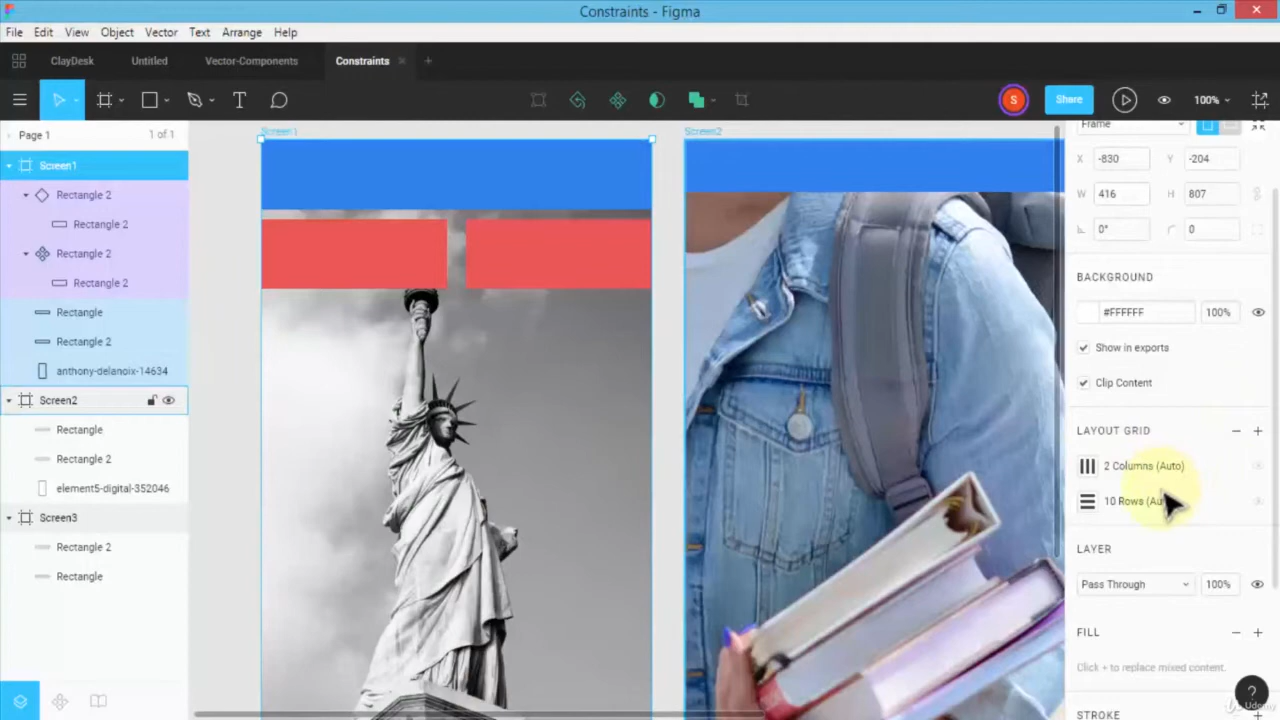 Constraints - Figma
File Edit View Object Vector Text Arrange Help
ClayDesk Untitled Vector-Components Constraints
S Share 100%
Page 1 1 of 1
Screen1
Rectangle 2
Rectangle 2
Rectangle 2
Rectangle 2
Rectangle
Rectangle 2
anthony-delanoix-14634
Screen2
Rectangle
Rectangle 2
element5-digital-352046
Screen3
Rectangle 2
Rectangle
Screen1
Screen2
Frame
X -830 Y -204
W 416 H 807
0° 0
BACKGROUND
#FFFFFF 100%
Show in exports
Clip Content
LAYOUT GRID
2 Columns (Auto)
10 Rows (Au
LAYER
Pass Through 100%
FILL
Click + to replace mixed content.
STROKE
?
Udemy